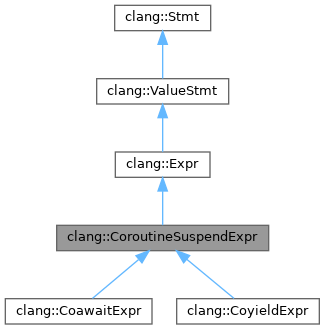 clang::Stmt
clang::ValueStmt
clang::Expr
clang::CoroutineSuspendExpr
clang::CoawaitExpr
clang::CoyieldExpr